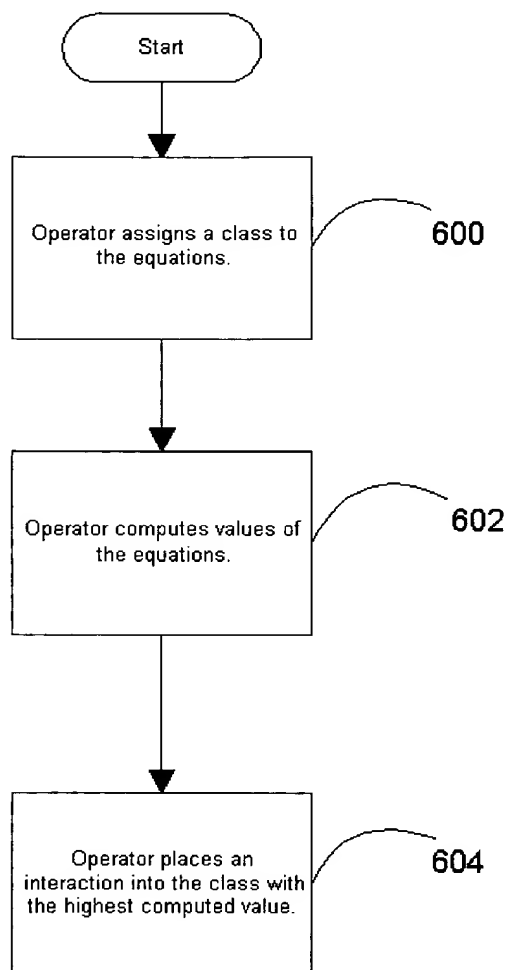 Start
Operator assigns a class to
the equations.
600
Operator computes values of
the equations.
602
Operator places an
interaction into the class with
the highest computed value.
604